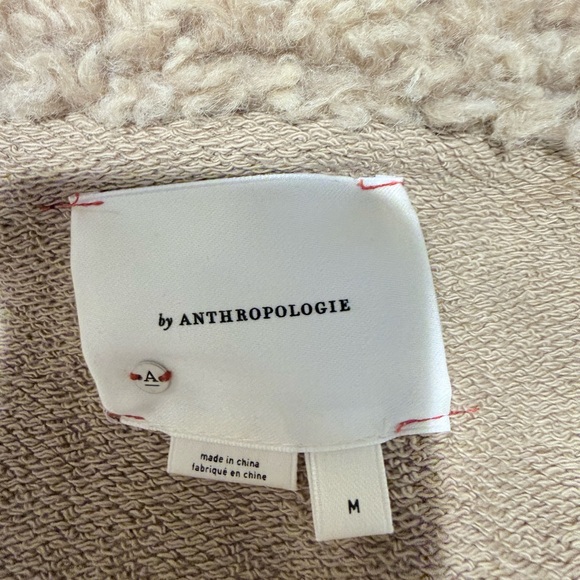 by ANTHROPOLOGIE
A
made in china
fabriqué en chine
M